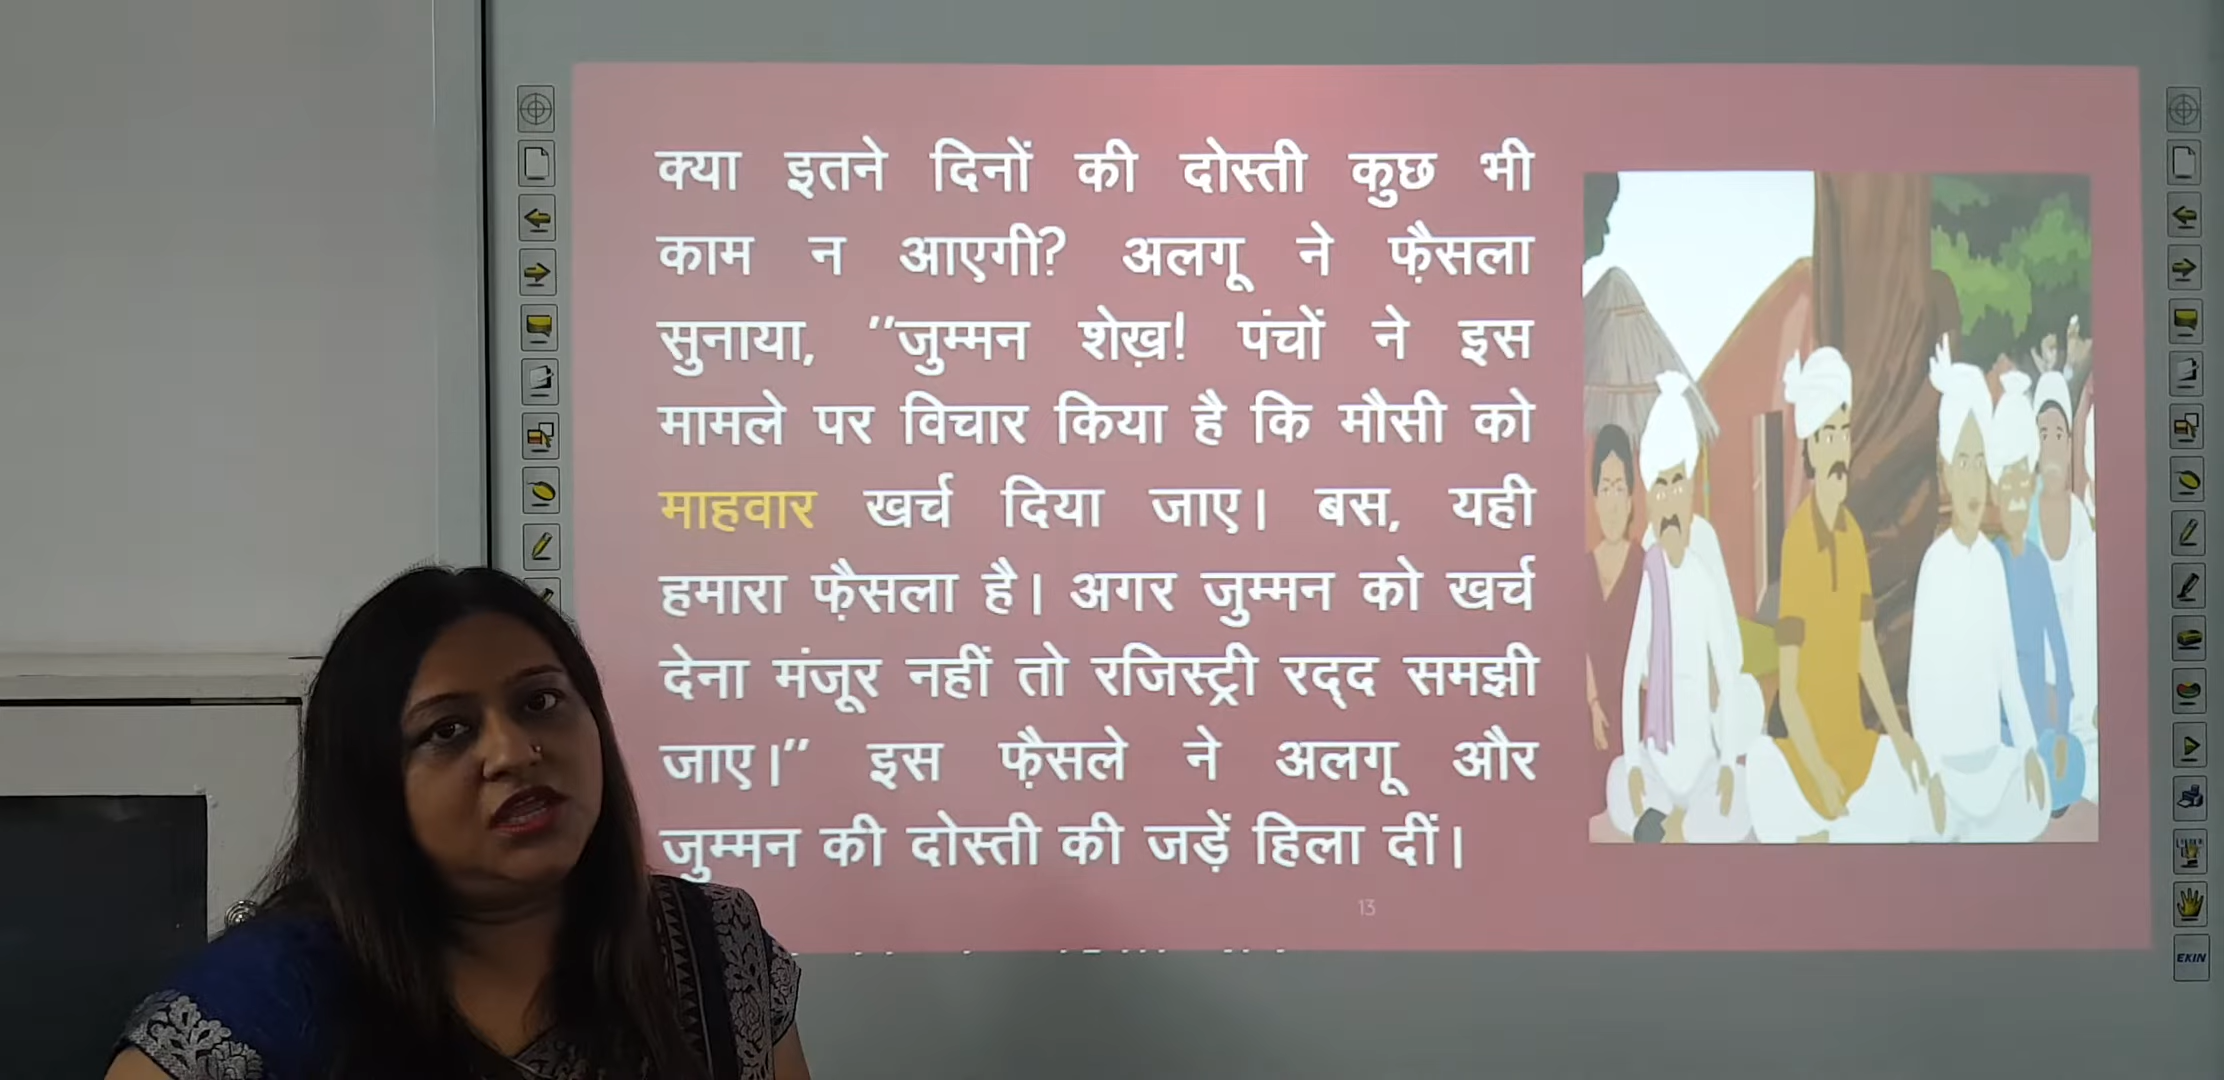 क्या इतने दिनों की दोस्ती कुछ भी
काम न आएगी? अलगू ने फ़ैसला
सुनाया, "जुम्मन शेख़! पंचों ने इस
मामले पर विचार किया है कि मौसी को
माहवार खर्च दिया जाए। बस, यही
हमारा फ़ैसला है। अगर जुम्मन को खर्च
देना मंजूर नहीं तो रजिस्ट्री रद्‌द समझी
जाए।" इस फ़ैसले ने अलगू और
जुम्मन की दोस्ती की जड़ें हिला दीं।
13
EKIN